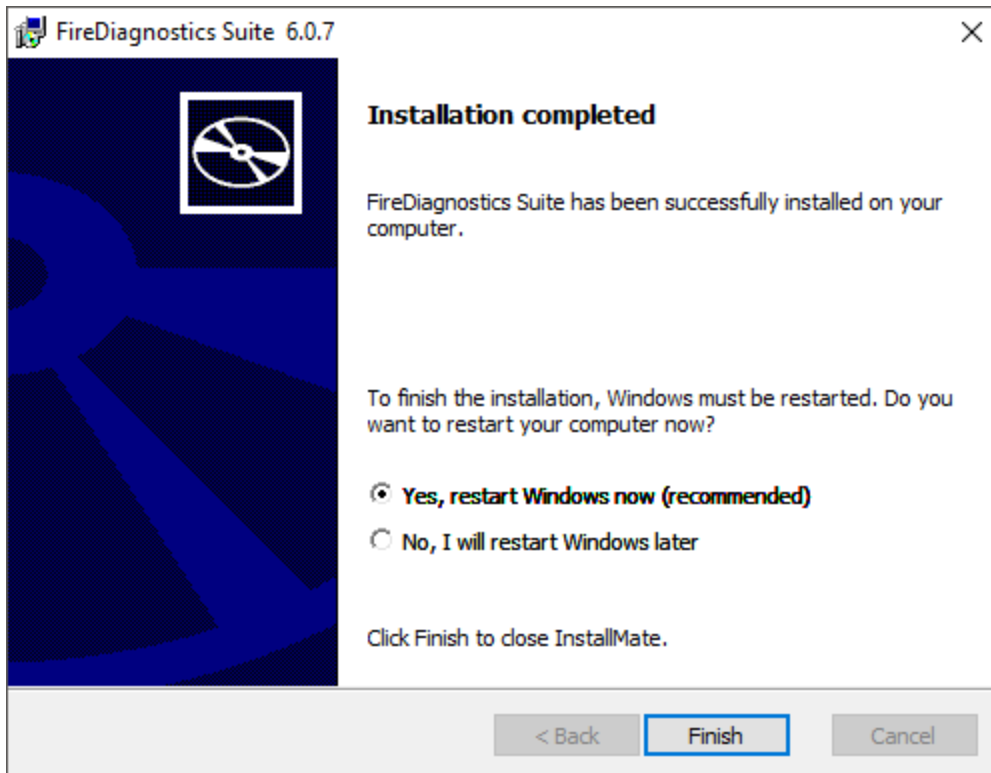 FireDiagnostics Suite 6.0.7
Installation completed
FireDiagnostics Suite has been successfully installed on your
computer.
To finish the installation, Windows must be restarted. Do you
want to restart your computer now?
Yes, restart Windows now (recommended)
No, I will restart Windows later
Click Finish to close InstallMate.
< Back
Finish
Cancel